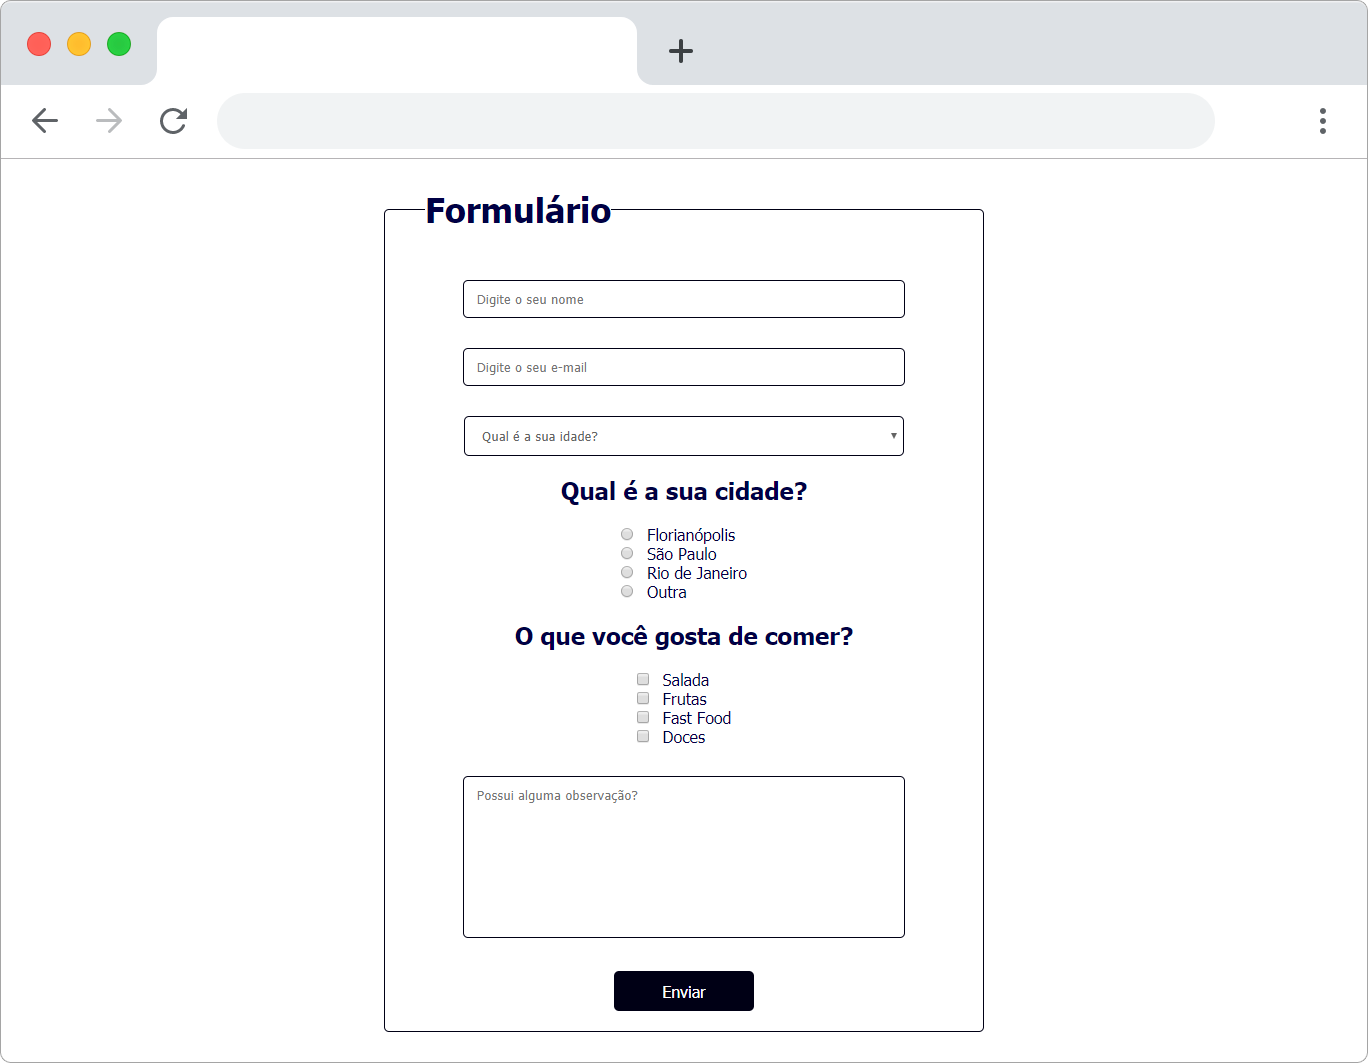 Formulário
Digite o seu nome
Digite o seu e-mail
Qual é a sua idade?
Qual é a sua cidade?
Florianópolis
São Paulo
Rio de Janeiro
Outra
O que você gosta de comer?
Salada
Frutas
Fast Food
Doces
Possui alguma observação?
Enviar